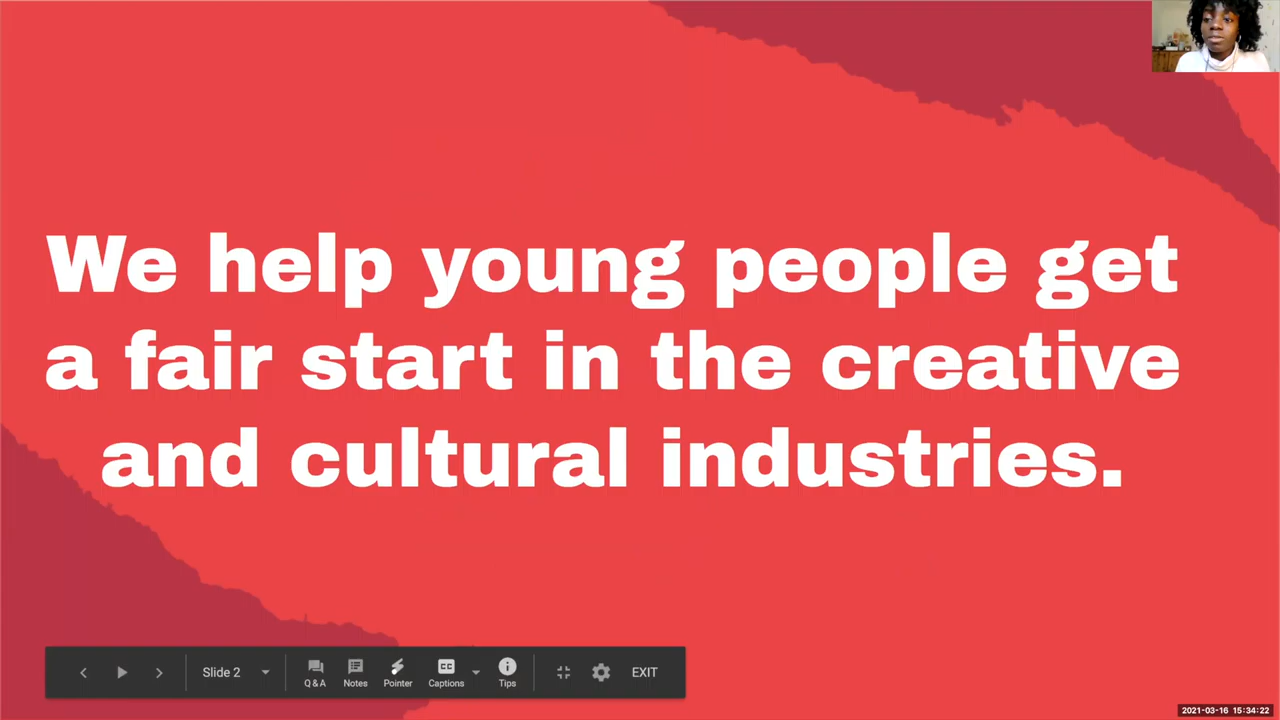 We help young people get
a fair start in the creative
and cultural industries.
Slide 2
Q&A
Notes
Pointer
CC
Captions
Tips
EXIT
2021-03-16 15:34:22